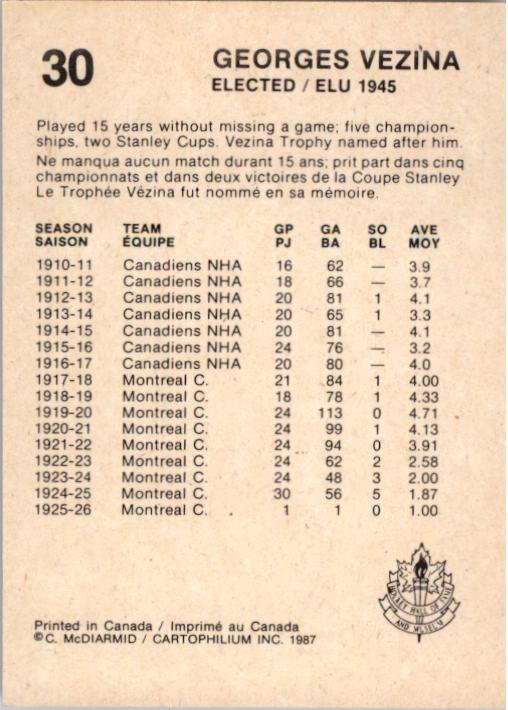 30
GEORGES VEZINA
ELECTED / ELU 1945
Played 15 years without missing a game; five champion-
ships, two Stanley Cups. Vezina Trophy named after him.
Ne manqua aucun match durant 15 ans; prit part dans cinq
championnats et dans deux victoires de la Coupe Stanley
Le Trophée Vézina fut nommé en sa mémoire.
SEASON TEAM GP GA SO AVE
SAISON ÉQUIPE PJ BA BL MOY
1910-11 Canadiens NHA 16 62 — 3.9
1911-12 Canadiens NHA 18 66 — 3.7
1912-13 Canadiens NHA 20 81 1 4.1
1913-14 Canadiens NHA 20 65 1 3.3
1914-15 Canadiens NHA 20 81 — 4.1
1915-16 Canadiens NHA 24 76 — 3.2
1916-17 Canadiens NHA 20 80 — 4.0
1917-18 Montreal C. 21 84 1 4.00
1918-19 Montreal C. 18 78 1 4.33
1919-20 Montreal C. 24 113 0 4.71
1920-21 Montreal C. 24 99 1 4.13
1921-22 Montreal C. 24 94 0 3.91
1922-23 Montreal C. 24 62 2 2.58
1923-24 Montreal C. 24 48 3 2.00
1924-25 Montreal C. 30 56 5 1.87
1925-26 Montreal C. 1 1 0 1.00
HOCKEY HALL OF FAME
AND MUSEUM
Printed in Canada / Imprimé au Canada
©C. McDIARMID / CARTOPHILIUM INC. 1987